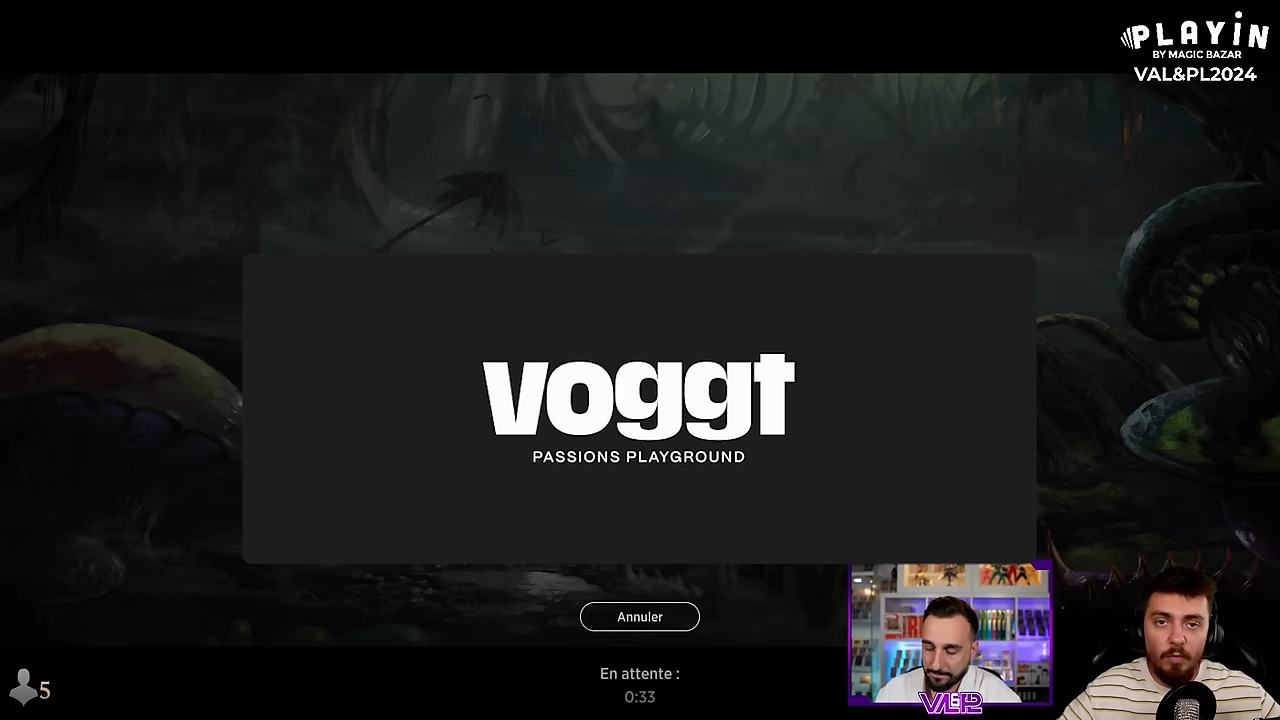 PLAYiN
BY MAGIC BAZAR
VAL&PL2024
voggt
PASSIONS PLAYGROUND
Annuler
En attente :
0:33
5